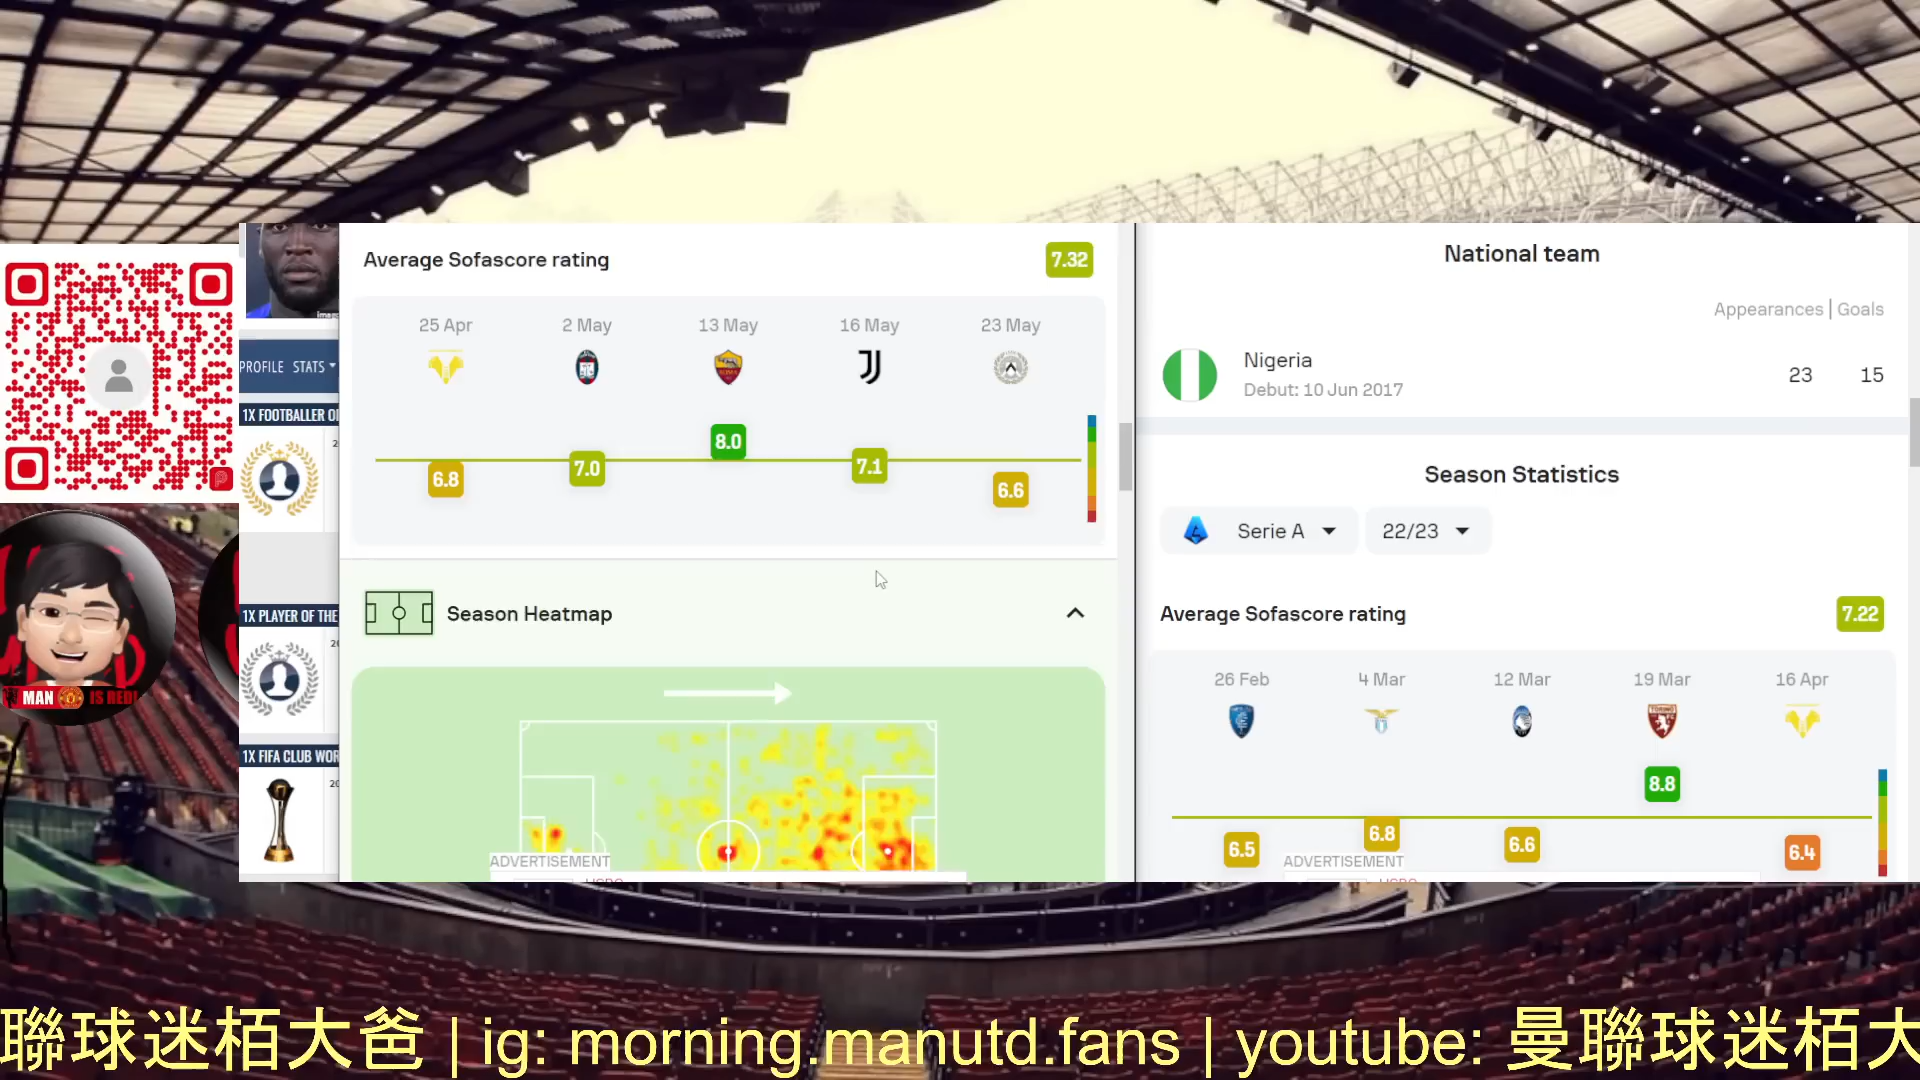 Average Sofascore rating 7.32
25 Apr 2 May 13 May 16 May 23 May
8.0
6.8 7.0 7.1 6.6
Season Heatmap
ADVERTISEMENT
PROFILE STATS
1X FOOTBALLER O
1X PLAYER OF THE
1X FIFA CLUB WOR
MAN IS RED!
National team
Appearances | Goals
Nigeria
Debut: 10 Jun 2017
23 15
Season Statistics
Serie A 22/23
Average Sofascore rating 7.22
26 Feb 4 Mar 12 Mar 19 Mar 16 Apr
8.8
6.5 6.8 6.6 6.4
ADVERTISEMENT
聯球迷栢大爸 | ig: morning.manutd.fans | youtube: 曼聯球迷栢大